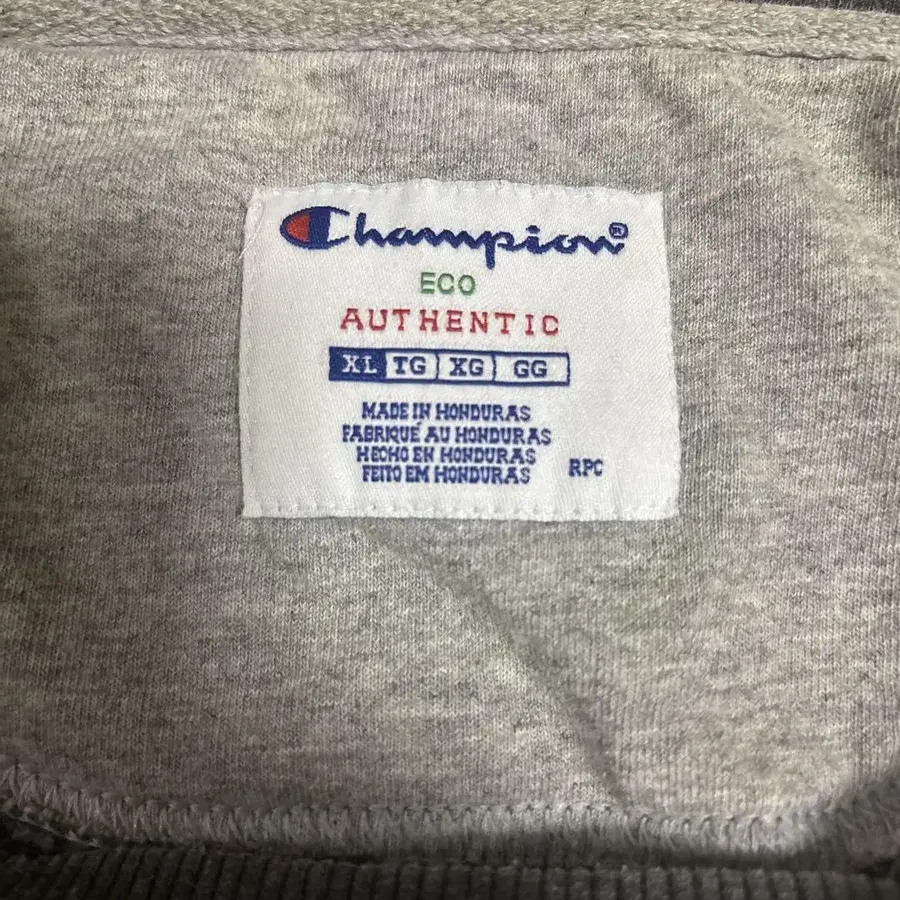 Champion®
ECO
AUTHENTIC
XL TG XG GG
MADE IN HONDURAS
FABRIQUÉ AU HONDURAS
HECHO EN HONDURAS
FEITO EM HONDURAS
RPC